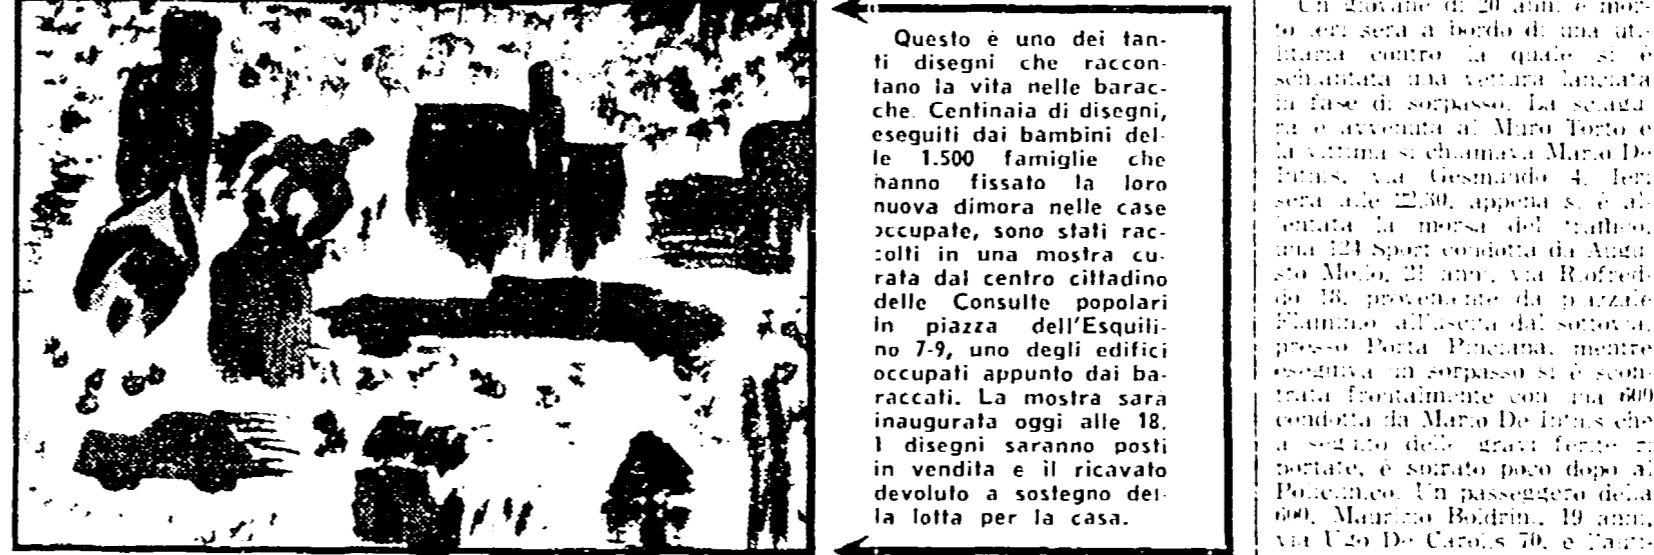 Questo è uno dei tan-
ti disegni che raccon-
tano la vita nelle barac-
che. Centinaia di disegni,
eseguiti dai bambini del-
le 1.500 famiglie che
hanno fissato la loro
nuova dimora nelle case
occupate, sono stati rac-
colti in una mostra cu-
rata dal centro cittadino
delle Consulte popolari
in piazza dell'Esquili-
no 7-9, uno degli edifici
occupati appunto dai ba-
raccati. La mostra sarà
inaugurata oggi alle 18.
I disegni saranno posti
in vendita e il ricavato
devoluto a sostegno del-
la lotta per la casa.
Un giovane di 20 anni è mor-
to ieri sera a bordo di una uti-
litaria contro la quale si è
schiantata una vettura lanciata
in fase di sorpasso. La sciagu-
ra è avvenuta al Muro Torto e
la vittima si chiamava Mario De
via Gesmundo 4. Ieri
sera alle 22,30, appena si è al-
lentata la morsa del traffico,
una 124 Sport condotta da Augu-
sto 21 anni, via Riofred-
do 18, proveniente da piazzale
Flaminio all'uscita dal sottovia,
presso Porta Pinciana, mentre
eseguiva un sorpasso si è scon-
trata frontalmente con una 600
condotta da Mario De che
a seguito delle gravi ferite ri-
portate, è spirato poco dopo al
Policlinico. Un passeggero della
600, Maurizio Boldrin, 19 anni,
via Ugo De Carolis 70, è